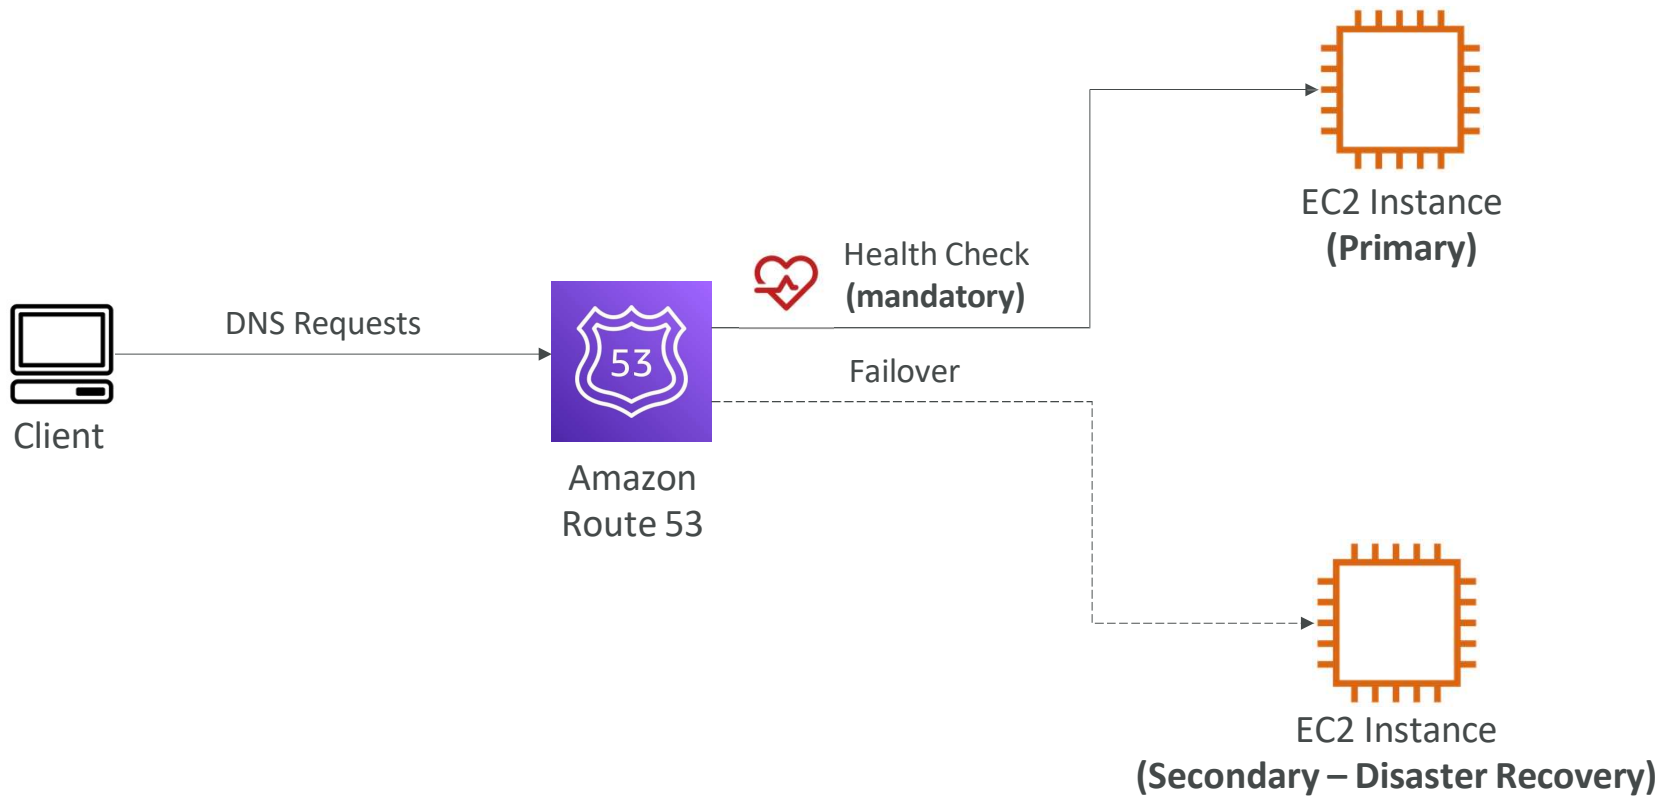 EC2 Instance
(Primary)
Health Check
(mandatory)
DNS Requests
53
Failover
Client
Amazon
Route 53
EC2 Instance
(Secondary – Disaster Recovery)